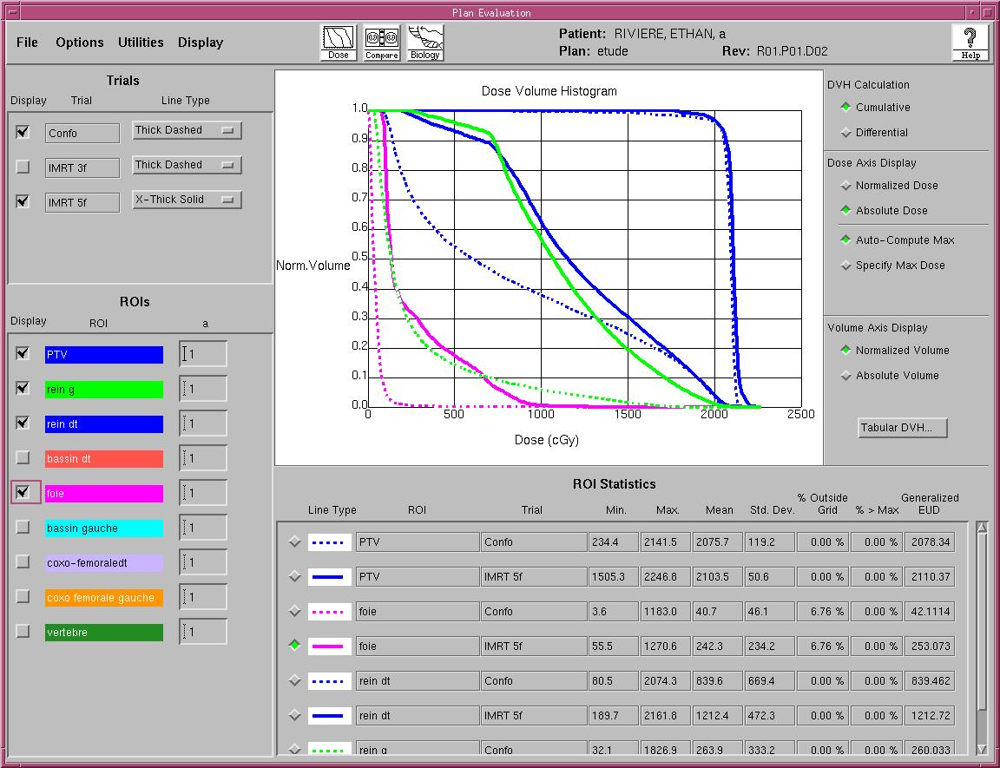 Plan Evaluation
File Options Utilities Display
Dose Compare Biology
Patient: RIVIERE, ETHAN, a
Plan: etude Rev: R01.P01.D02
Help
Trials
Display Trial Line Type
Confo Thick Dashed
IMRT 3f Thick Dashed
IMRT 5f X-Thick Solid
ROIs
Display ROI a
PTV 1
rein g 1
rein dt 1
bassin dt 1
foie 1
bassin gauche 1
coxo-femoraledt 1
coxo femorale gauche 1
vertebre 1
Dose Volume Histogram
1.0
0.9
0.8
0.7
0.6
0.5
0.4
0.3
0.2
0.1
0.0
Norm.Volume
0 500 1000 1500 2000 2500
Dose (cGy)
DVH Calculation
Cumulative
Differential
Dose Axis Display
Normalized Dose
Absolute Dose
Auto-Compute Max
Specify Max Dose
Volume Axis Display
Normalized Volume
Absolute Volume
Tabular DVH...
ROI Statistics
% Outside Generalized
Line Type ROI Trial Min. Max. Mean Std. Dev. Grid % > Max EUD
PTV Confo 234.4 2141.5 2075.7 119.2 0.00 % 0.00 % 2078.34
PTV IMRT 5f 1505.3 2246.8 2103.5 50.6 0.00 % 0.00 % 2110.37
foie Confo 3.6 1183.0 40.7 46.1 6.76 % 0.00 % 42.1114
foie IMRT 5f 55.5 1270.6 242.3 234.2 6.76 % 0.00 % 253.073
rein dt Confo 80.5 2074.3 839.6 669.4 0.00 % 0.00 % 839.462
rein dt IMRT 5f 189.7 2161.8 1212.4 472.3 0.00 % 0.00 % 1212.72
rein g Confo 32.1 1826.9 263.9 333.2 0.00 % 0.00 % 260.033